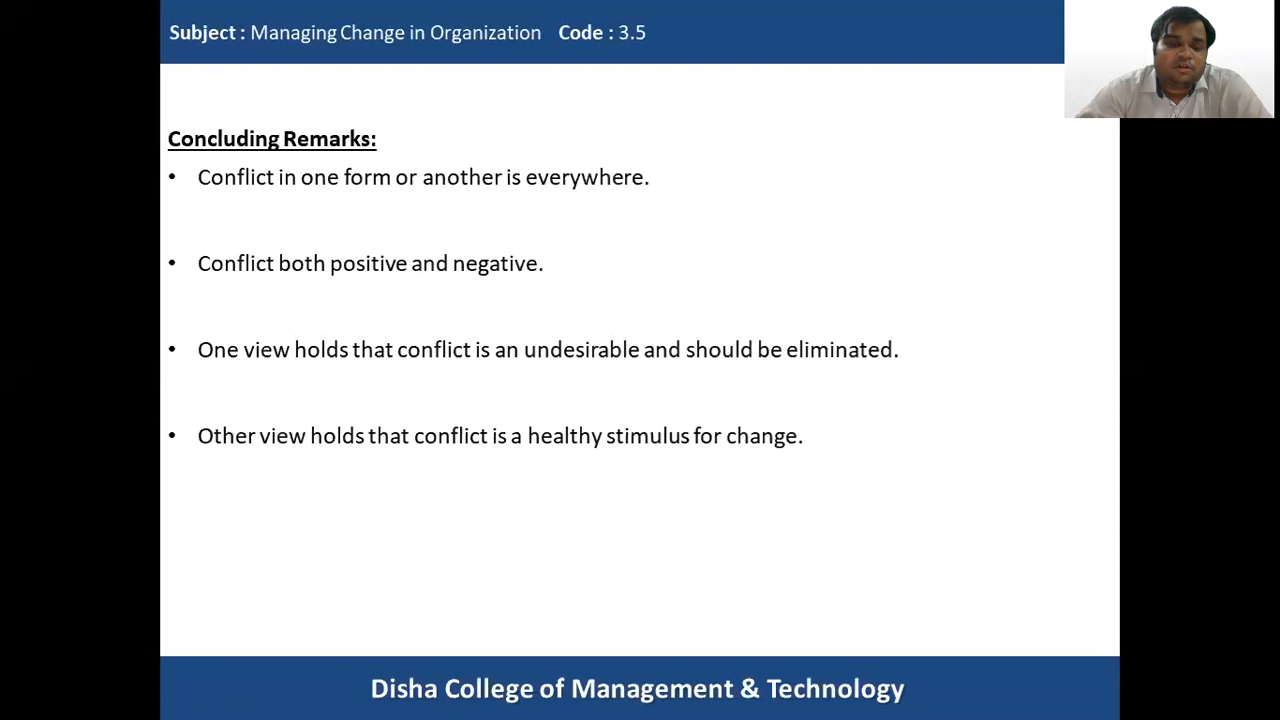 Subject : Managing Change in Organization Code : 3.5
Concluding Remarks:
• Conflict in one form or another is everywhere.
• Conflict both positive and negative.
• One view holds that conflict is an undesirable and should be eliminated.
• Other view holds that conflict is a healthy stimulus for change.
Disha College of Management & Technology